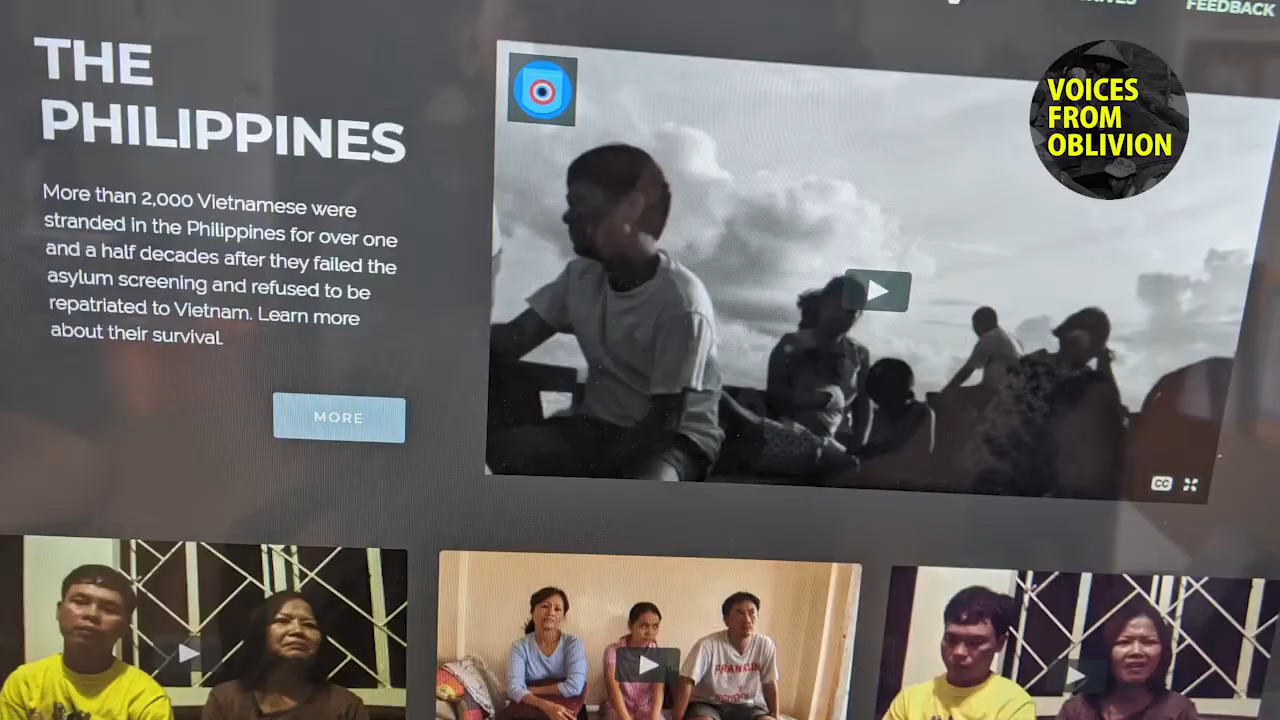 FEEDBACK
THE
PHILIPPINES
More than 2,000 Vietnamese were
stranded in the Philippines for over one
and a half decades after they failed the
asylum screening and refused to be
repatriated to Vietnam. Learn more
about their survival.
MORE
VOICES
FROM
OBLIVION
CC